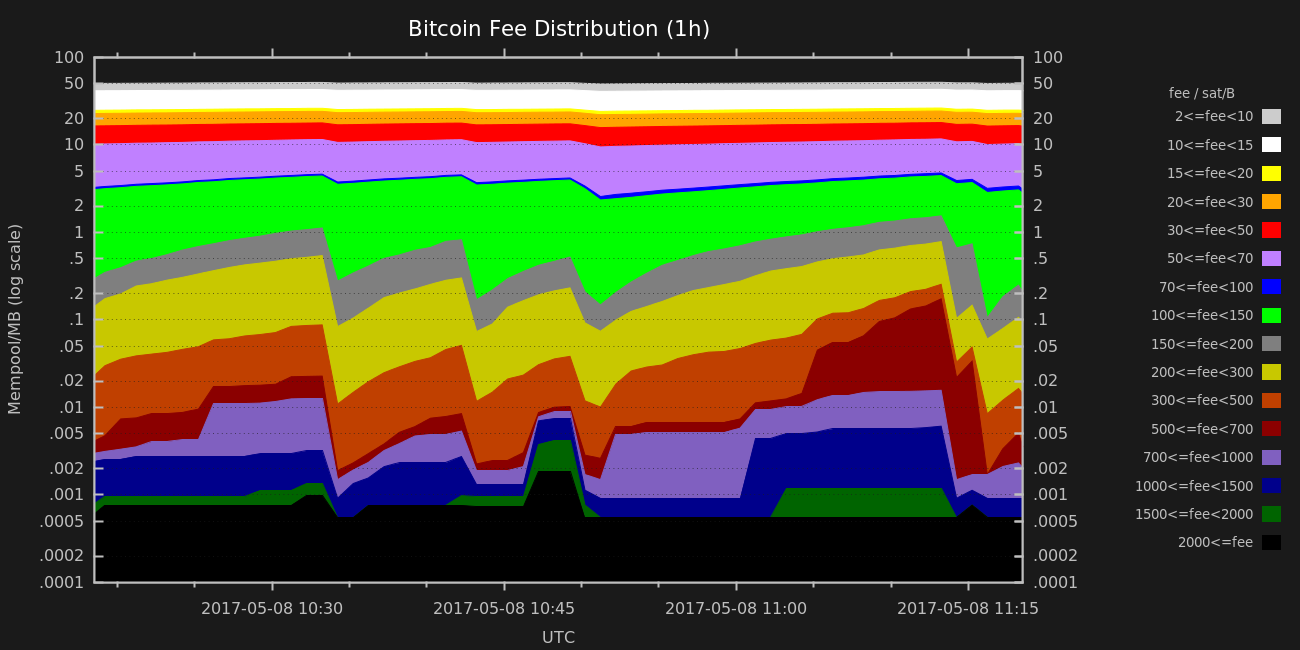 Bitcoin Fee Distribution (1h)
Mempool/MB (log scale)
100
50
20
10
5
2
1
.5
.2
.1
.05
.02
.01
.005
.002
.001
.0005
.0002
.0001
100
50
20
10
5
2
1
.5
.2
.1
.05
.02
.01
.005
.002
.001
.0005
.0002
.0001
2017-05-08 10:30 2017-05-08 10:45 2017-05-08 11:00 2017-05-08 11:15
UTC
fee / sat/B
2<=fee<10
10<=fee<15
15<=fee<20
20<=fee<30
30<=fee<50
50<=fee<70
70<=fee<100
100<=fee<150
150<=fee<200
200<=fee<300
300<=fee<500
500<=fee<700
700<=fee<1000
1000<=fee<1500
1500<=fee<2000
2000<=fee